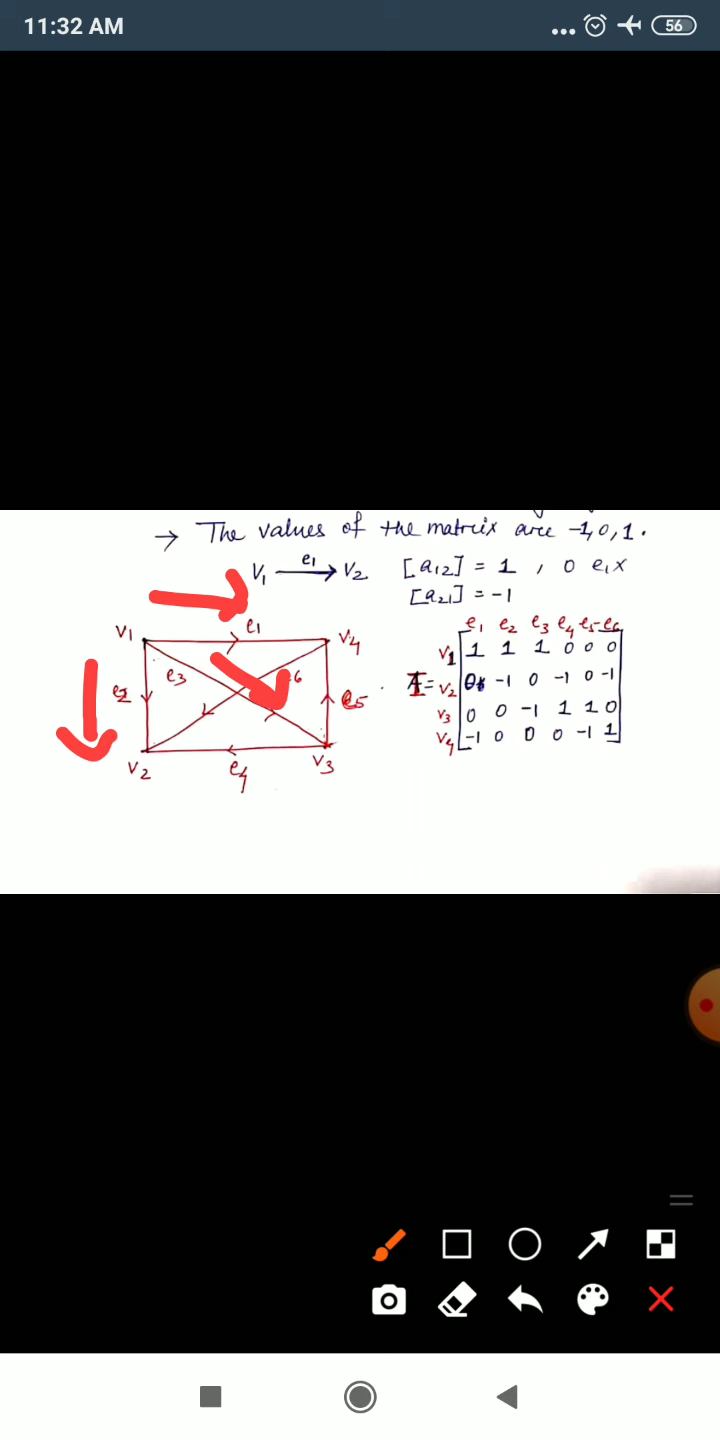 11:32 AM
56
→ The values of the matrix are -1,0,1.
V1 e1 → V2 [a12] = 1 , 0 e1x
[a21] = -1
V1 e1 V4
e2 e3 6 e5
V2 e4 V3
e1 e2 e3 e4 e5 e6
V1 1 1 1 0 0 0
I = V2 0 -1 0 -1 0 -1
V3 0 0 -1 1 1 0
V4 -1 0 0 0 -1 1